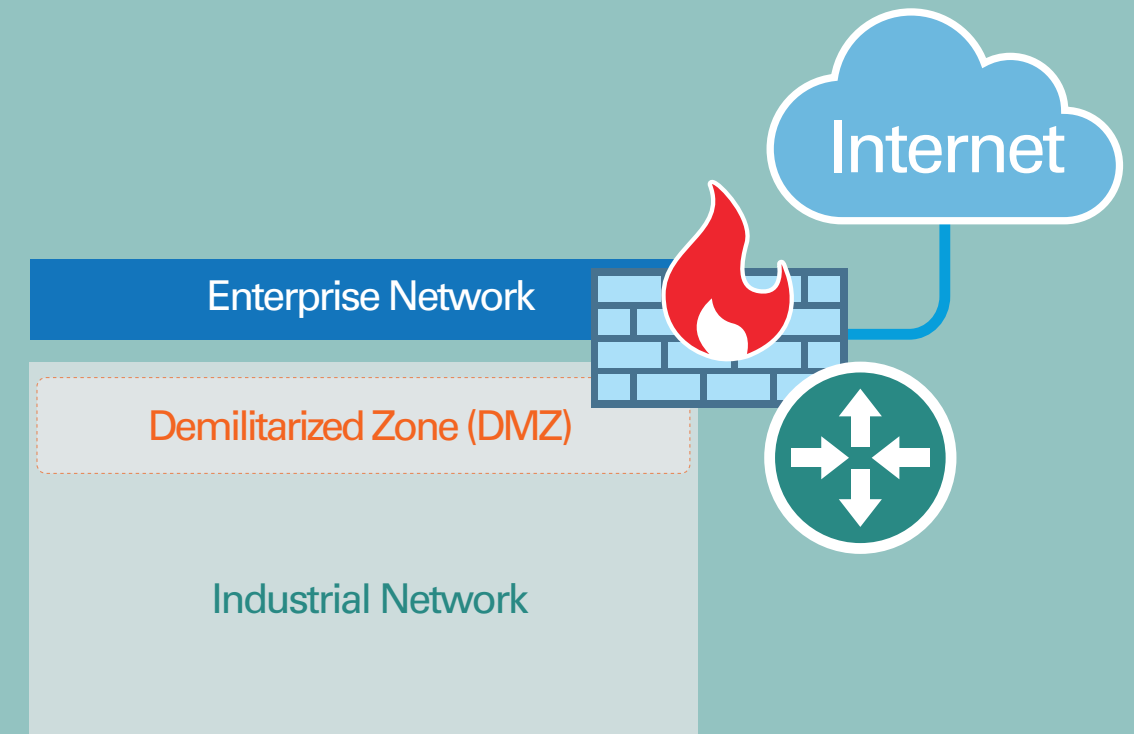 Internet
Enterprise Network
Demilitarized Zone (DMZ)
Industrial Network